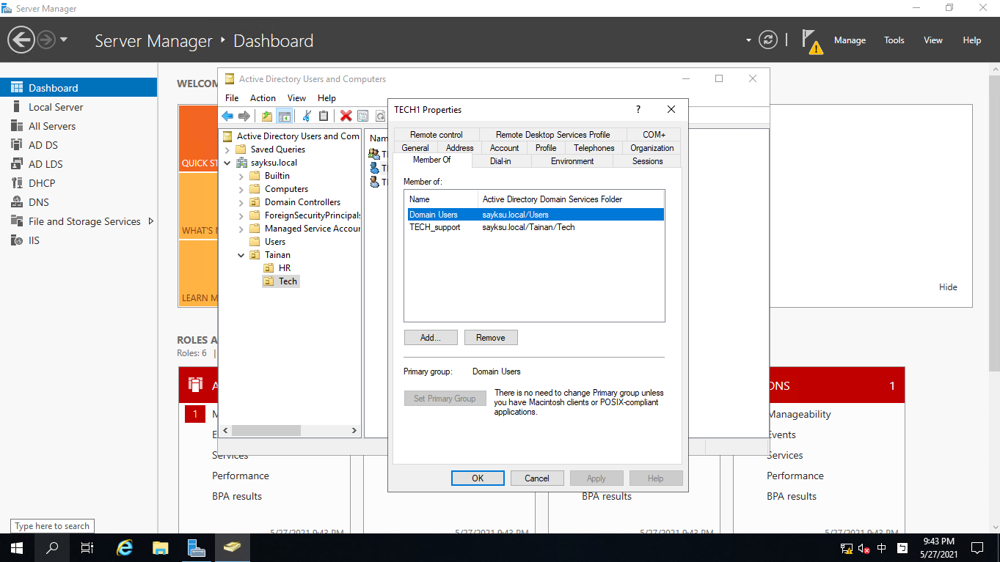 Server Manager
Server Manager ‣ Dashboard
Manage Tools View Help
Dashboard
Local Server
All Servers
AD DS
AD LDS
DHCP
DNS
File and Storage Services
IIS
WELCOM
QUICK ST
WHAT'S N
LEARN M
Hide
ROLES A
Roles: 6 |
Active Directory Users and Computers
File Action View Help
Active Directory Users and Com
Saved Queries
sayksu.local
Builtin
Computers
Domain Controllers
ForeignSecurityPrincipals
Managed Service Accour
Users
Tainan
HR
Tech
Nam
TECH1 Properties
?
Remote control Remote Desktop Services Profile COM+
General Address Account Profile Telephones Organization
Member Of Dial-in Environment Sessions
Member of:
Name Active Directory Domain Services Folder
Domain Users sayksu.local/Users
TECH_support sayksu.local/Tainan/Tech
Add... Remove
Primary group: Domain Users
Set Primary Group
There is no need to change Primary group unless
you have Macintosh clients or POSIX-compliant
applications.
OK Cancel Apply Help
A
1
M
E
Services
Performance
BPA results
5/27/2021 9:43 PM
5/27/2021 9:43 PM
BPA results
5/27/2021 9:43 PM
DNS 1
Manageability
Events
Services
Performance
BPA results
5/27/2021 9:43 PM
Type here to search
中
9:43 PM
5/27/2021